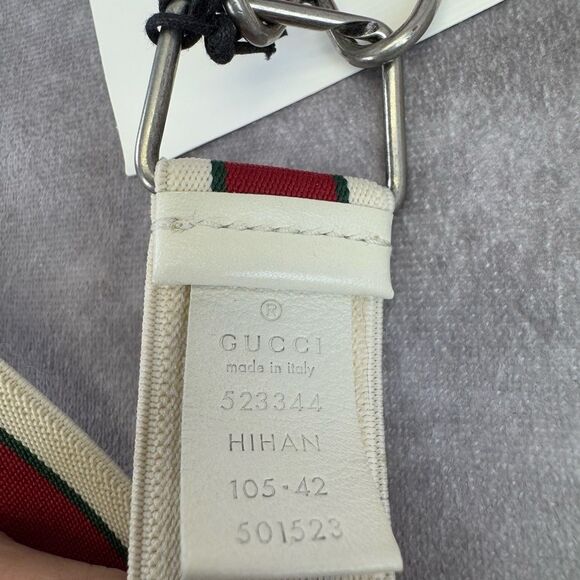 ®
GUCCI
made in italy
523344
HIHAN
105·42
501523